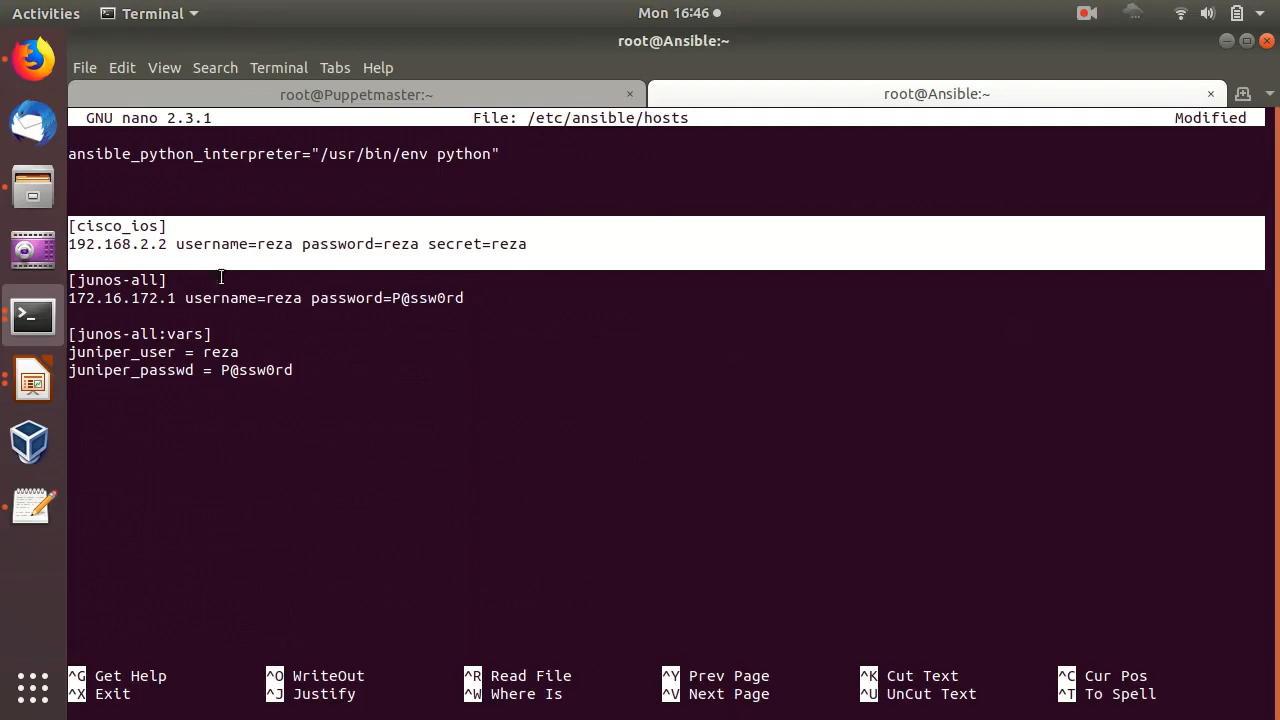 Activities Terminal Mon 16:46
root@Ansible:~
File Edit View Search Terminal Tabs Help
root@Puppetmaster:~ × root@Ansible:~ ×
GNU nano 2.3.1 File: /etc/ansible/hosts Modified
ansible_python_interpreter="/usr/bin/env python"
[cisco_ios]
192.168.2.2 username=reza password=reza secret=reza
[junos-all]
172.16.172.1 username=reza password=P@ssw0rd
[junos-all:vars]
juniper_user = reza
juniper_passwd = P@ssw0rd
^G Get Help ^O WriteOut ^R Read File ^Y Prev Page ^K Cut Text ^C Cur Pos
^X Exit ^J Justify ^W Where Is ^V Next Page ^U UnCut Text ^T To Spell